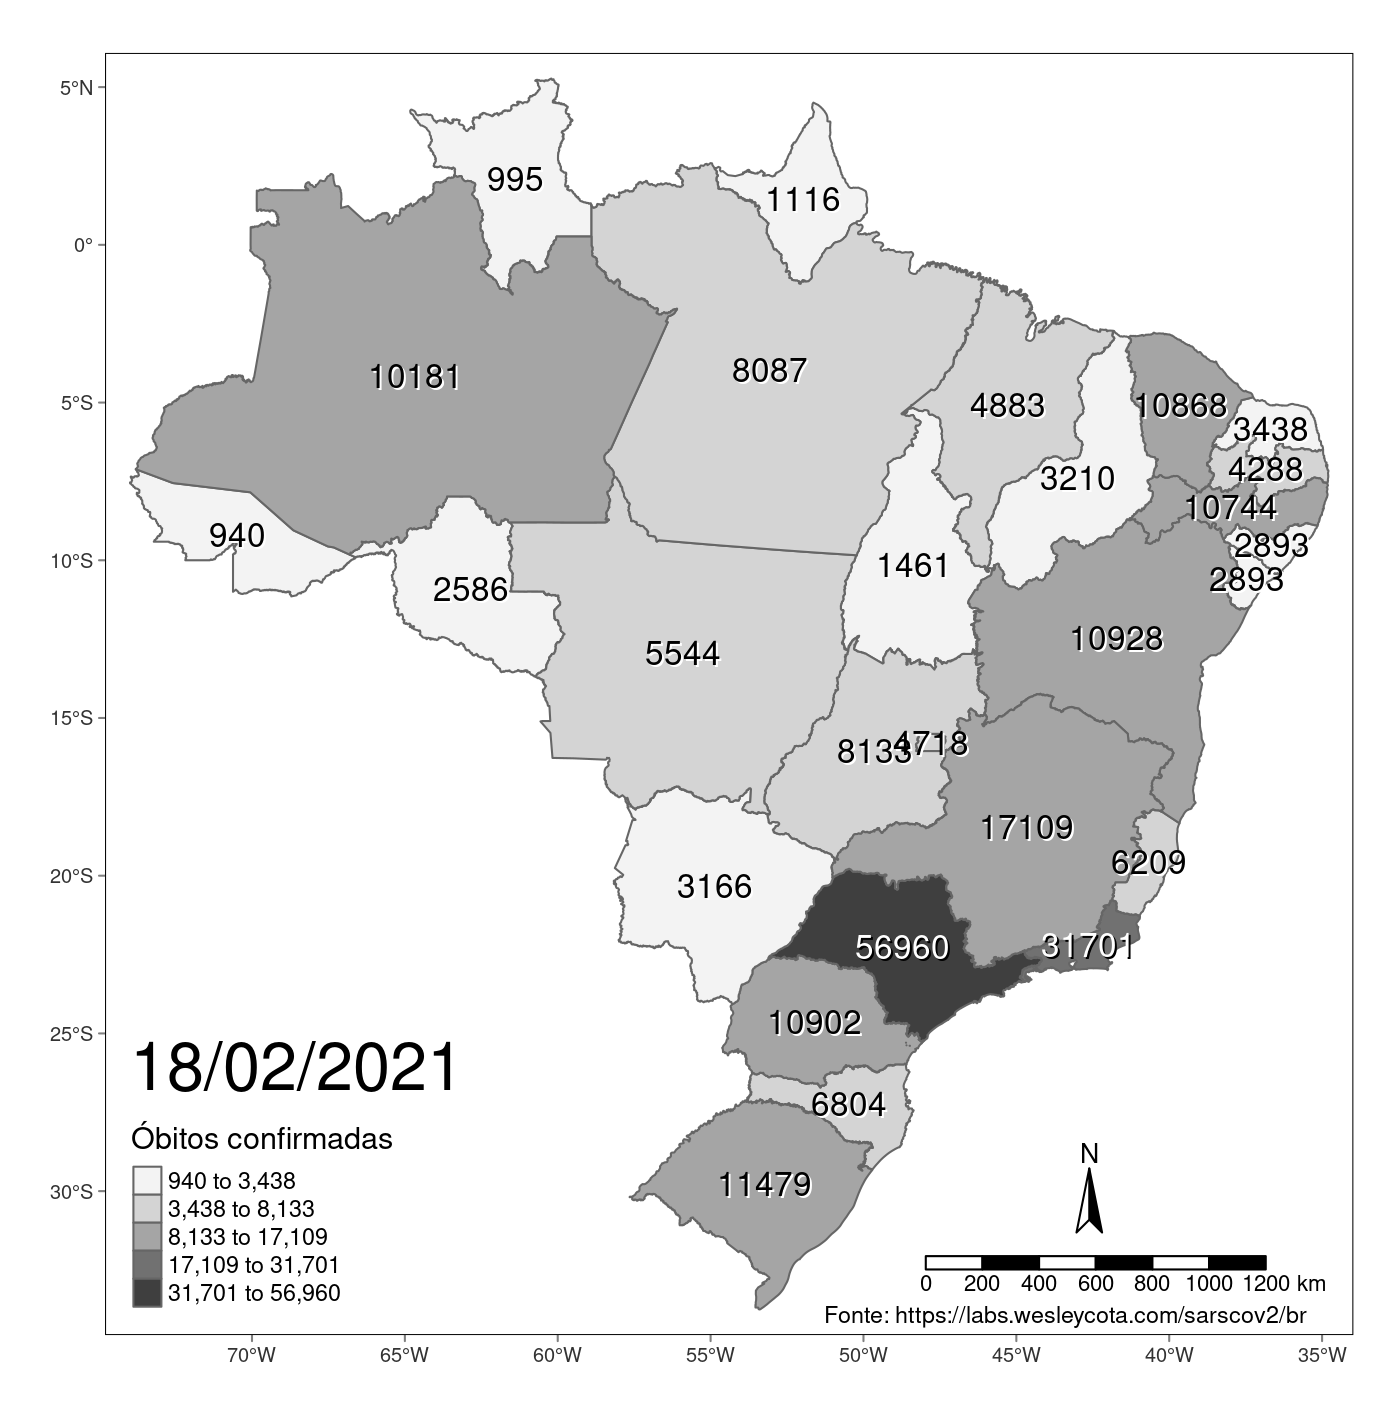 5°N
0°
5°S
10°S
15°S
20°S
25°S
30°S
995
1116
10181
8087
4883
10868
3438
4288
3210
10744
940
2893
2893
2586
1461
5544
10928
8133
4718
17109
6209
3166
56960
31701
10902
6804
11479
18/02/2021
Óbitos confirmadas
940 to 3,438
3,438 to 8,133
8,133 to 17,109
17,109 to 31,701
31,701 to 56,960
N
0 200 400 600 800 1000 1200 km
Fonte: https://labs.wesleycota.com/sarscov2/br
70°W 65°W 60°W 55°W 50°W 45°W 40°W 35°W